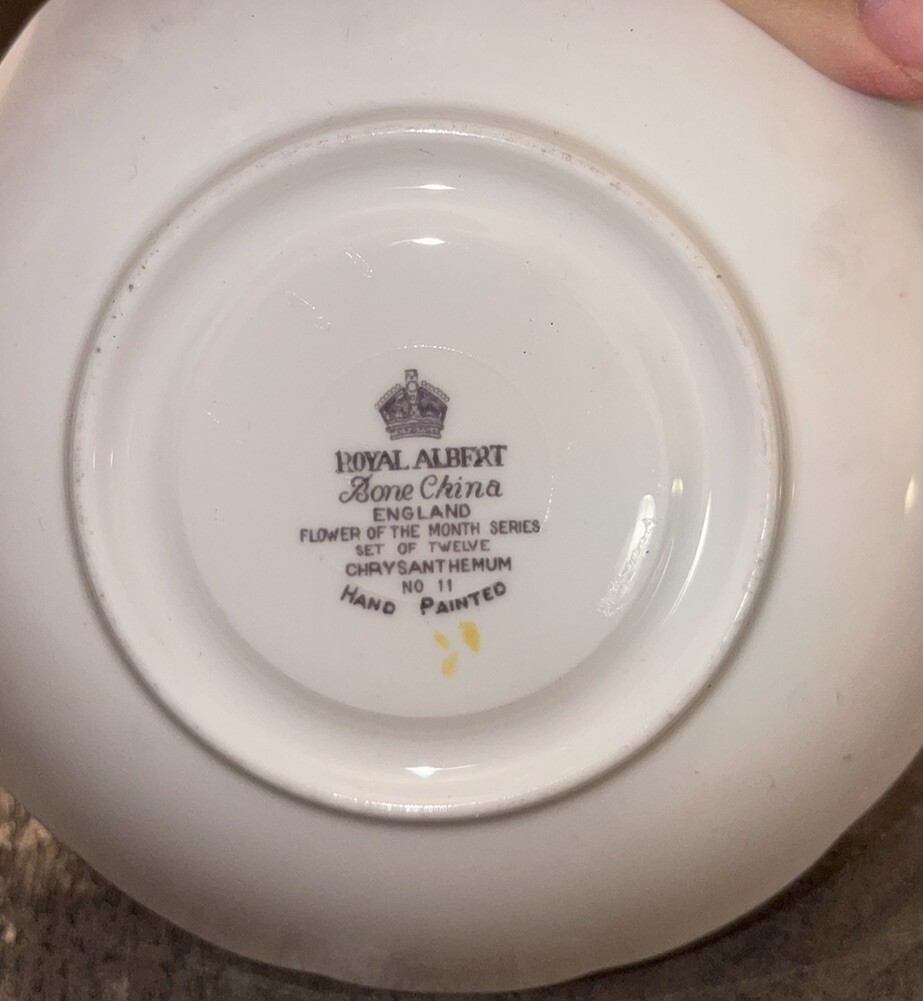 ROYAL ALBERT
Bone China
ENGLAND
FLOWER OF THE MONTH SERIES
SET OF TWELVE
CHRYSANTHEMUM
NO 11
HAND PAINTED